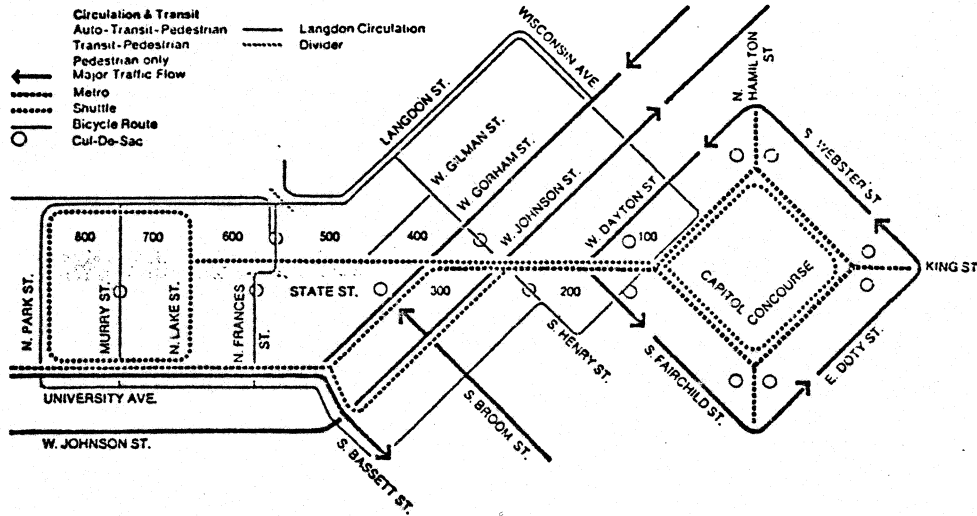 Circulation & Transit
Auto-Transit-Pedestrian
Transit-Pedestrian
Pedestrian only
Major Traffic Flow
Metro
Shuttle
Bicycle Route
Cul-De-Sac
Langdon Circulation
Divider
WISCONSIN AVE
LANGDON ST.
N. HAMILTON ST
W. GILMAN ST.
W. GORHAM ST.
W. JOHNSON ST.
W. DAYTON ST
S. WEBSTER ST
800
700
600
500
400
100
N. PARK ST.
MURRY ST.
N. LAKE ST.
N. FRANCES ST.
STATE ST.
300
200
CAPITOL CONCOURSE
KING ST
S. HENRY ST.
S. FAIRCHILD ST.
E. DOTY ST.
UNIVERSITY AVE.
W. JOHNSON ST.
S. BASSETT ST.
S. BROOM ST.